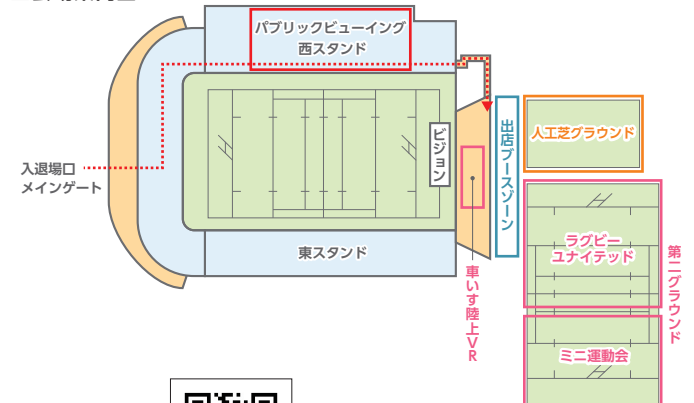 パブリックビューイング
西スタンド
入退場口
メインゲート
ビジョン
出店ブースゾーン
人工芝グラウンド
東スタンド
車いす陸上VR
ラグビー
ユナイテッド
第二グラウンド
ミニ運動会